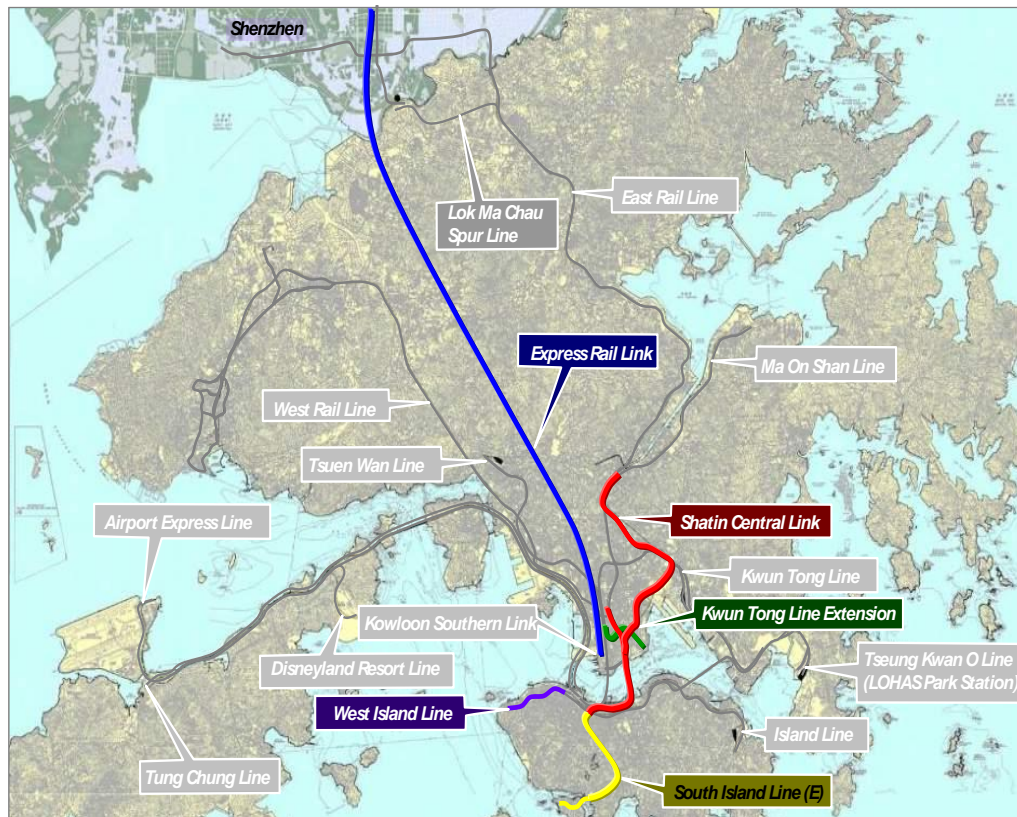 Shenzhen
East Rail Line
Lok Ma Chau
Spur Line
Express Rail Link
Ma On Shan Line
West Rail Line
Tsuen Wan Line
Airport Express Line
Shatin Central Link
Kwun Tong Line
Kwun Tong Line Extension
Kowloon Southern Link
Disneyland Resort Line
Tseung Kwan O Line
(LOHAS Park Station)
West Island Line
Island Line
Tung Chung Line
South Island Line (E)